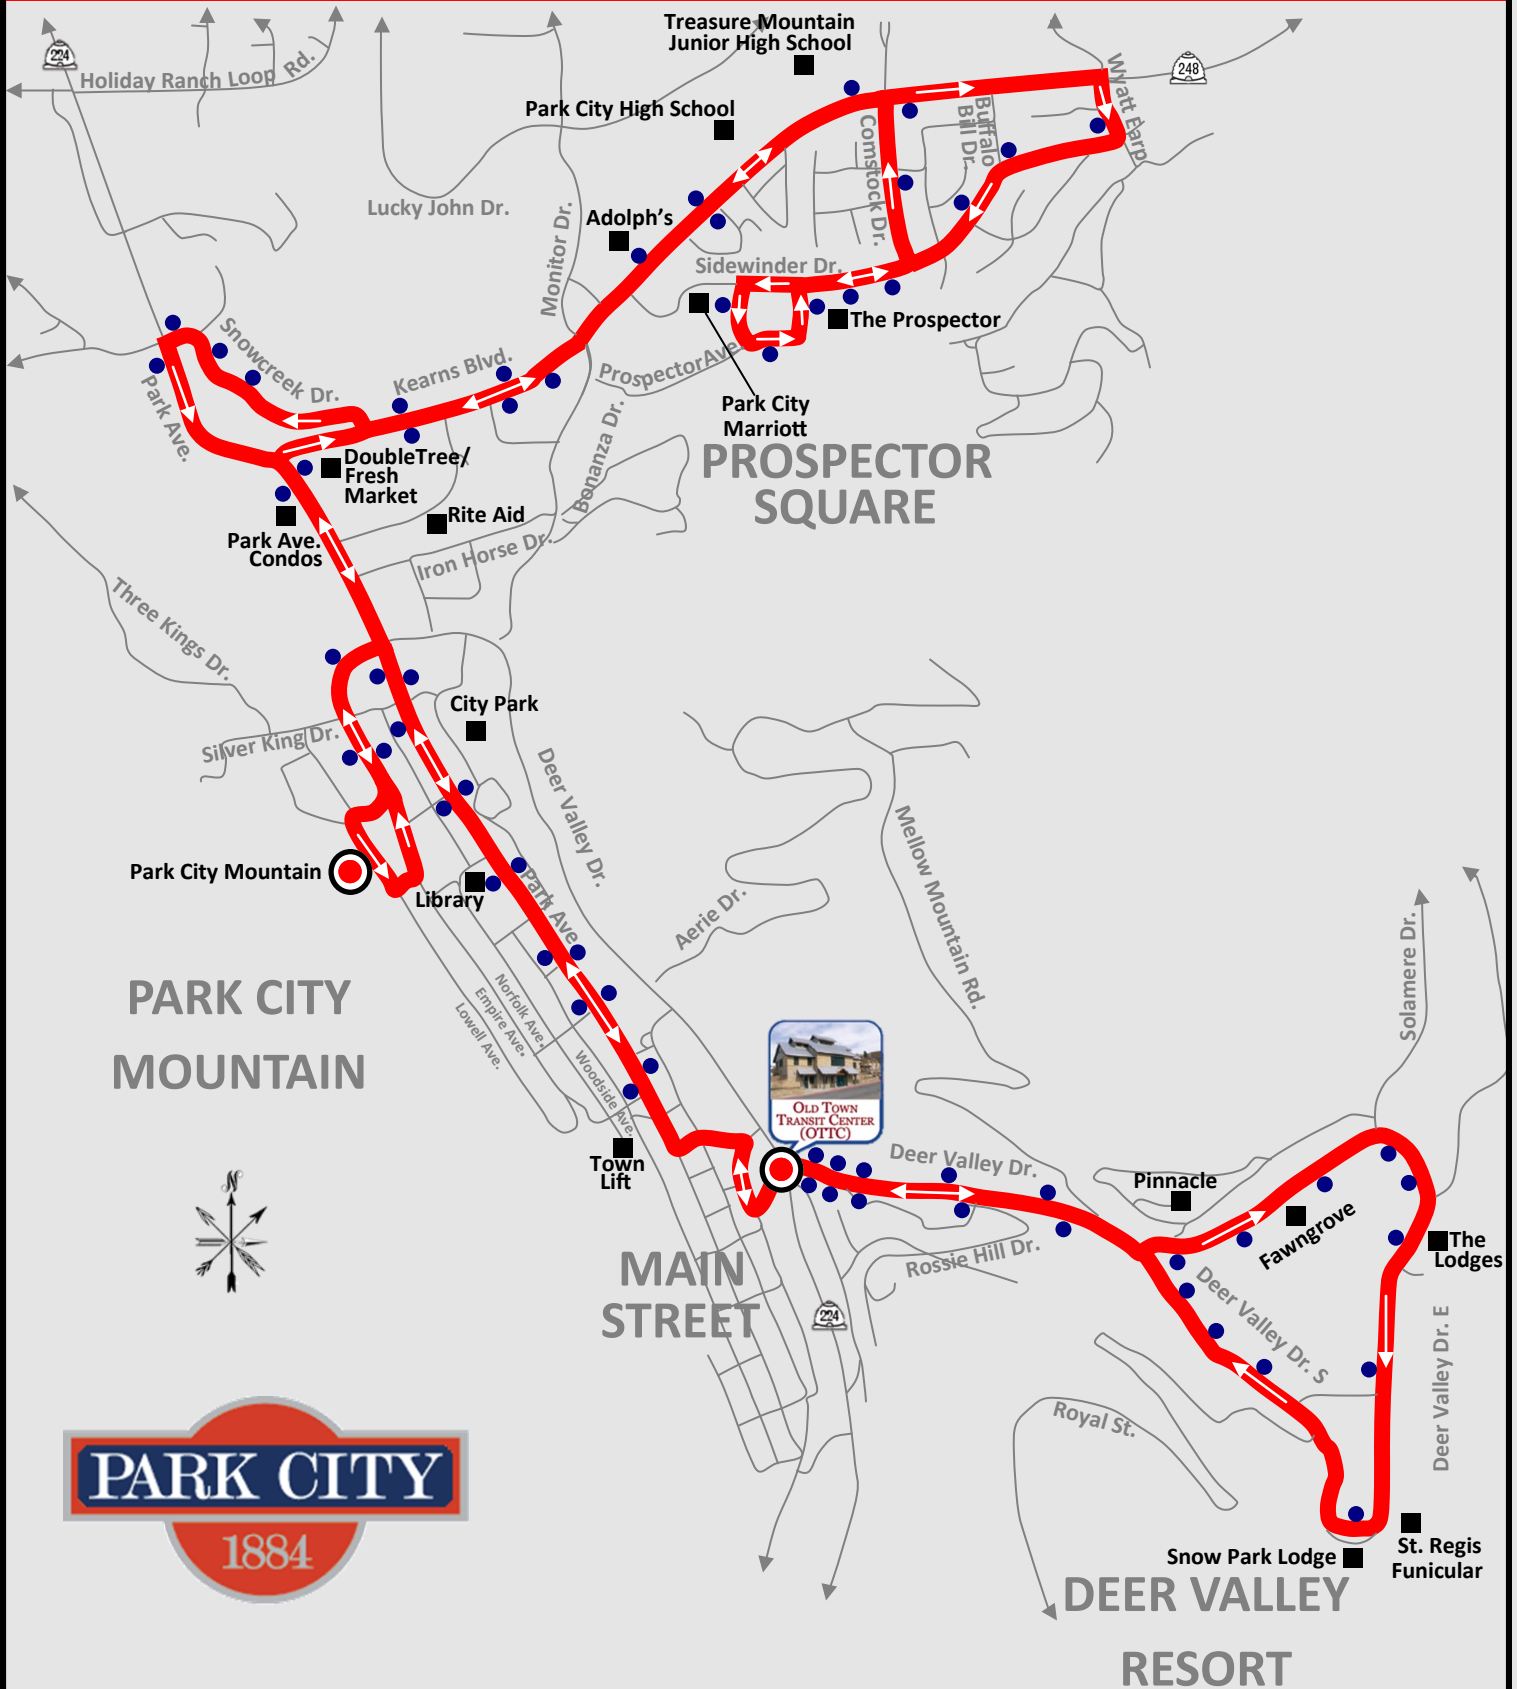 Treasure Mountain
Junior High School
224
Holiday Ranch Loop Rd.
248
Wyatt Earp
Park City High School
Buffalo
Bill Dr.
Comstock Dr.
Lucky John Dr.
Monitor Dr.
Adolph's
Sidewinder Dr.
The Prospector
Snowcreek Dr.
Kearns Blvd.
Prospector Ave.
Park Ave.
Park City
Marriott
Bonanza Dr.
PROSPECTOR
SQUARE
DoubleTree/
Fresh
Market
Rite Aid
Park Ave.
Condos
Iron Horse Dr.
Three Kings Dr.
City Park
Silver King Dr.
Deer Valley Dr.
Mellow Mountain Rd.
Park City Mountain
Library
Park Ave.
Aerie Dr.
Solamere Dr.
PARK CITY
MOUNTAIN
Norfolk Ave.
Empire Ave.
Lowell Ave.
Woodside Ave.
OLD TOWN
TRANSIT CENTER
(OTTC)
Town
Lift
Deer Valley Dr.
Pinnacle
Fawngrove
The
Lodges
N
Rossie Hill Dr.
MAIN
STREET
224
Deer Valley Dr. S
Deer Valley Dr. E
Royal St.
PARK CITY
1884
St. Regis
Funicular
Snow Park Lodge
DEER VALLEY
RESORT